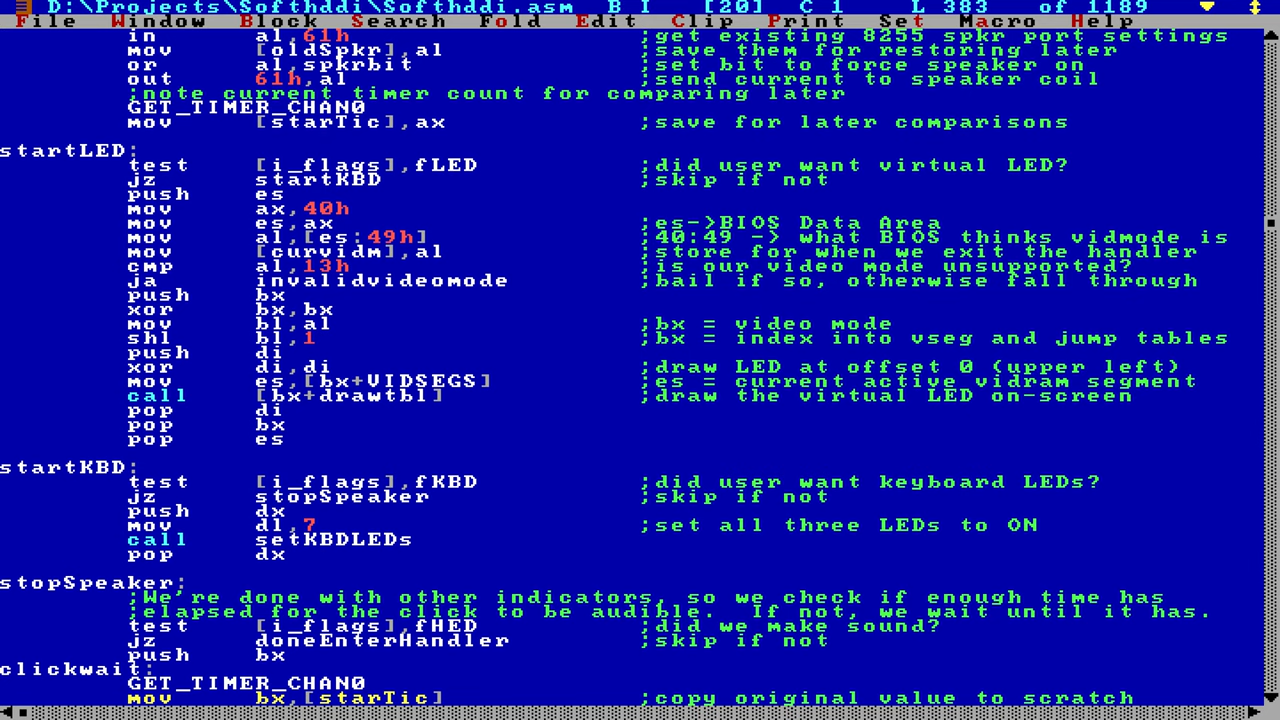 D:\Projects\Softhddi\Softhddi.asm B I [20] C 1 L 383 of 1189
File Window Block Search Fold Edit Clip Print Set Macro Help
in al,61h ;get existing 8255 spkr port settings
mov [oldSpkr],al ;save them for restoring later
or al,spkrbit ;set bit to force speaker on
out 61h,al ;send current to speaker coil
;note current timer count for comparing later
GET_TIMER_CHAN0
mov [starTic],ax ;save for later comparisons
startLED:
test [i_flags],fLED ;did user want virtual LED?
jz startKBD ;skip if not
push es
mov ax,40h
mov es,ax ;es->BIOS Data Area
mov al,[es:49h] ;40:49 -> what BIOS thinks vidmode is
mov [curvidm],al ;store for when we exit the handler
cmp al,13h ;is our video mode unsupported?
ja invalidvideomode ;bail if so, otherwise fall through
push bx
xor bx,bx
mov bl,al ;bx = video mode
shl bl,1 ;bx = index into vseg and jump tables
push di
xor di,di ;draw LED at offset 0 (upper left)
mov es,[bx+VIDSEGS] ;es = current active vidram segment
call [bx+drawtbl] ;draw the virtual LED on-screen
pop di
pop bx
pop es
startKBD:
test [i_flags],fKBD ;did user want keyboard LEDs?
jz stopSpeaker ;skip if not
push dx
mov dl,7 ;set all three LEDs to ON
call setKBDLEDs
pop dx
stopSpeaker:
;We're done with other indicators, so we check if enough time has
;elapsed for the click to be audible. If not, we wait until it has.
test [i_flags],fHED ;did we make sound?
jz doneEnterHandler ;skip if not
push bx
clickwait:
GET_TIMER_CHAN0
mov bx,[starTic] ;copy original value to scratch